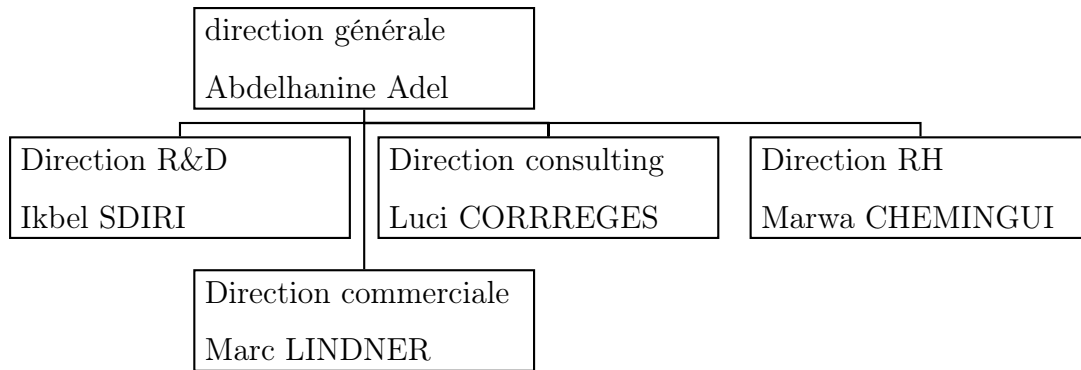 direction générale
Abdelhanine Adel
Direction R&D
Ikbel SDIRI
Direction consulting
Luci CORRREGES
Direction RH
Marwa CHEMINGUI
Direction commerciale
Marc LINDNER